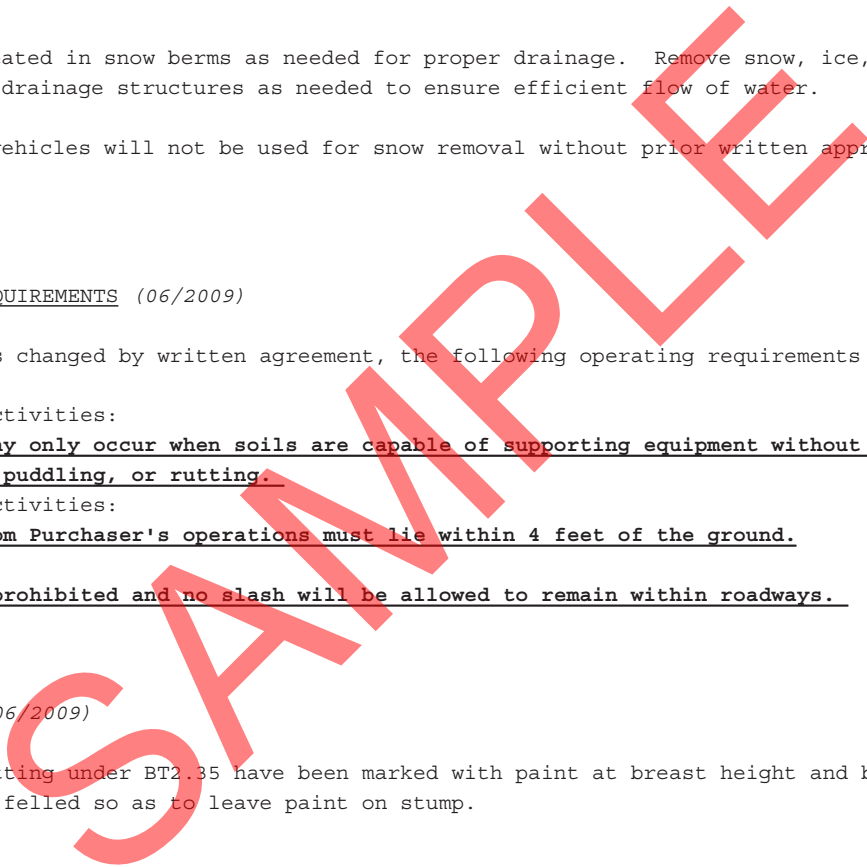 cated in snow berms as needed for proper drainage. Remove snow, ice,
drainage structures as needed to ensure efficient flow of water.
ehicles will not be used for snow removal without prior written appr
QUIREMENTS (06/2009)
s changed by written agreement, the following operating requirements
ctivities:
ay only occur when soils are capable of supporting equipment without
puddling, or rutting.
ctivities:
om Purchaser's operations must lie within 4 feet of the ground.
prohibited and no slash will be allowed to remain within roadways.
06/2009)
tting under BT2.35 have been marked with paint at breast height and b
felled so as to leave paint on stump.
SAMPLE